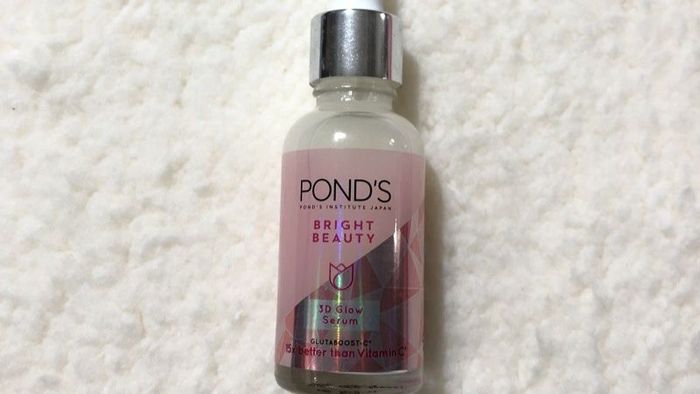 POND'S
POND'S INSTITUTE JAPAN
BRIGHT
BEAUTY
3D Glow
Serum
GLUTABOOST-C*
15x better than Vitamin C*